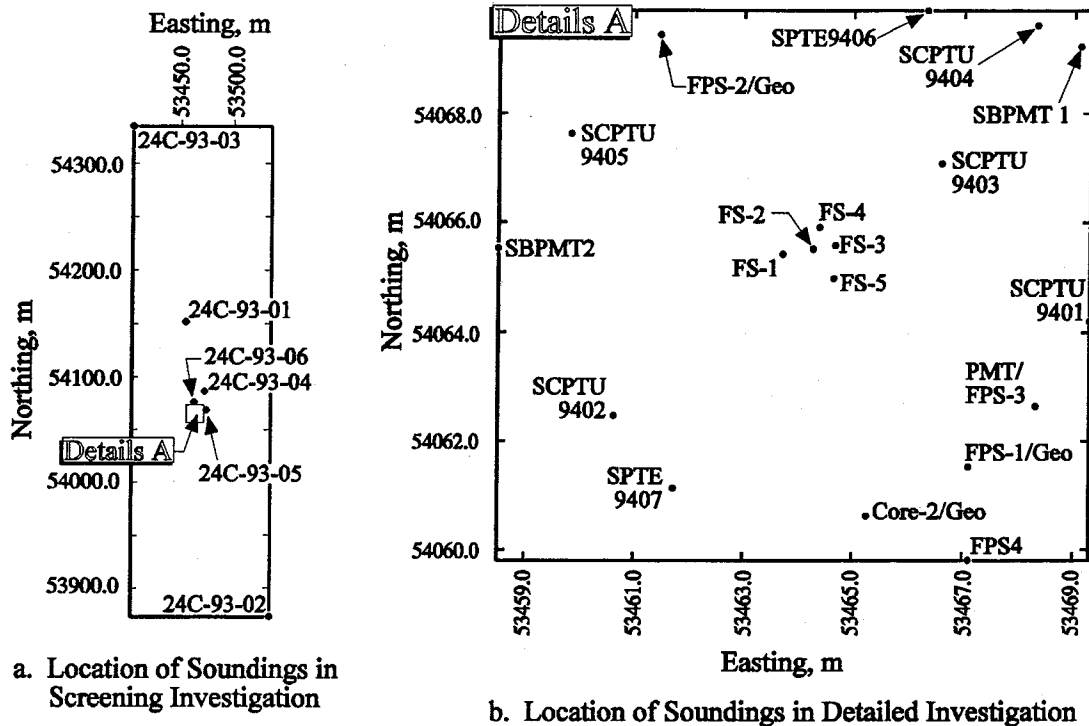 Easting, m
53450.0
53500.0
24C-93-03
54300.0
54200.0
24C-93-01
24C-93-06
24C-93-04
54100.0
Details A
24C-93-05
54000.0
53900.0
24C-93-02
Northing, m
a. Location of Soundings in
Screening Investigation
Details A
SPTE9406
SCPTU
9404
SBPMT 1
FPS-2/Geo
54068.0
SCPTU
9405
SCPTU
9403
54066.0
FS-2
FS-4
SBPMT2
FS-3
FS-1
FS-5
SCPTU
9401
54064.0
Northing, m
PMT/
FPS-3
SCPTU
9402
54062.0
FPS-1/Geo
SPTE
9407
Core-2/Geo
54060.0
FPS4
53459.0
53461.0
53463.0
53465.0
53467.0
53469.0
Easting, m
b. Location of Soundings in Detailed Investigation